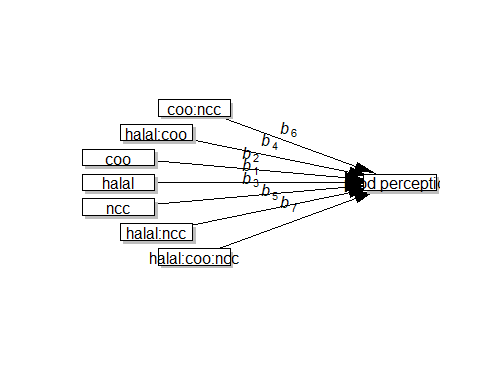 coo:ncc
b6
halal:coo
b4
b2
coo
b1
halal
b3
ncc
b5
b7
halal:ncc
halal:coo:ncc
od perceptio